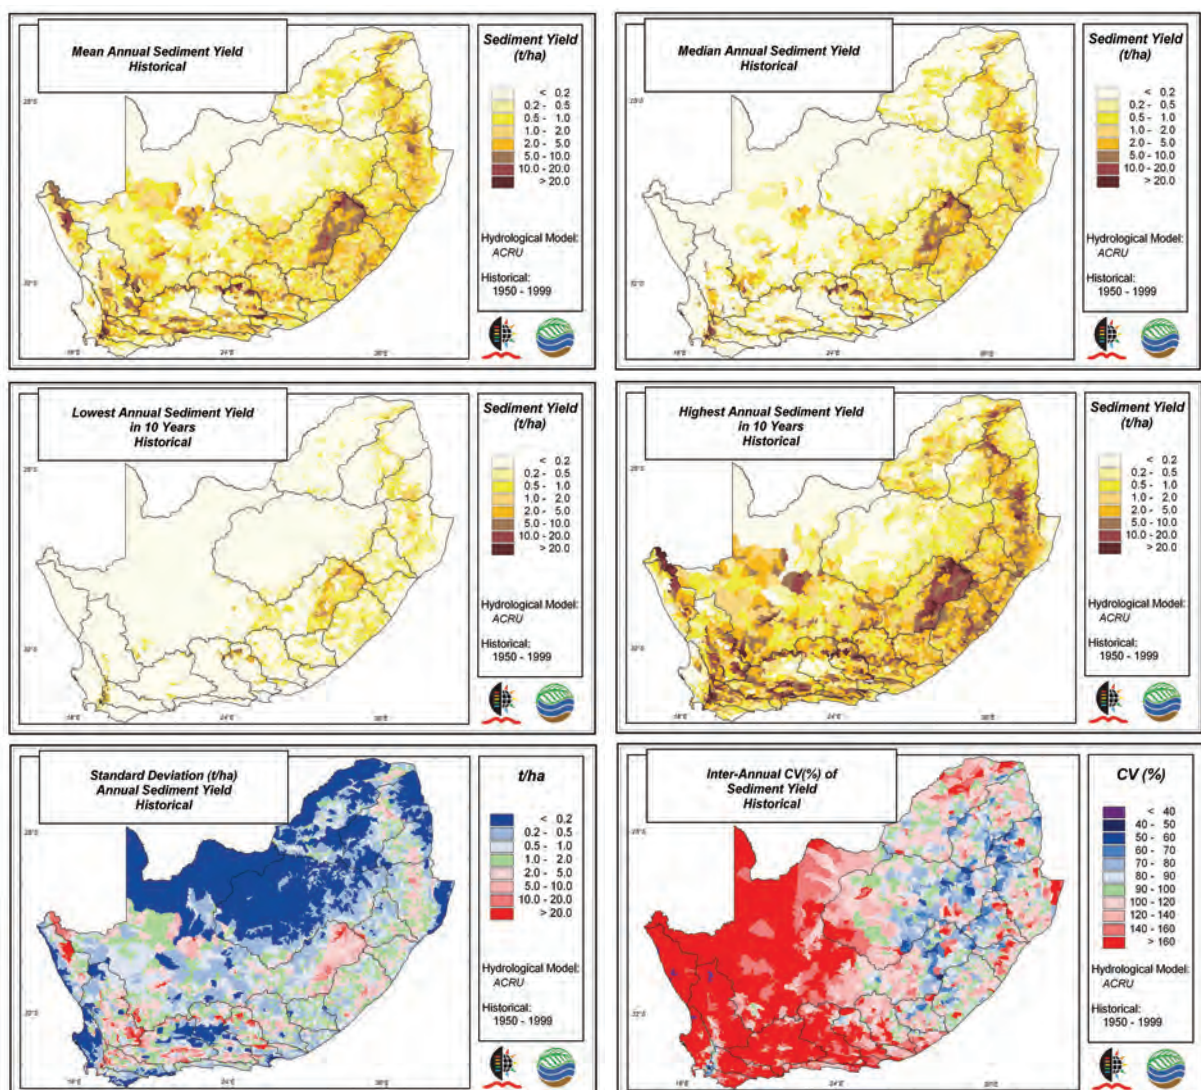 Mean Annual Sediment Yield
Historical
Sediment Yield
(t/ha)
< 0.2
0.2 - 0.5
0.5 - 1.0
1.0 - 2.0
2.0 - 5.0
5.0 - 10.0
10.0 - 20.0
> 20.0
Hydrological Model:
ACRU
Historical:
1950 - 1999
Median Annual Sediment Yield
Historical
Sediment Yield
(t/ha)
< 0.2
0.2 - 0.5
0.5 - 1.0
1.0 - 2.0
2.0 - 5.0
5.0 - 10.0
10.0 - 20.0
> 20.0
Hydrological Model:
ACRU
Historical:
1950 - 1999
Lowest Annual Sediment Yield
in 10 Years
Historical
Sediment Yield
(t/ha)
< 0.2
0.2 - 0.5
0.5 - 1.0
1.0 - 2.0
2.0 - 5.0
5.0 - 10.0
10.0 - 20.0
> 20.0
Hydrological Model:
ACRU
Historical:
1950 - 1999
Highest Annual Sediment Yield
in 10 Years
Historical
Sediment Yield
(t/ha)
< 0.2
0.2 - 0.5
0.5 - 1.0
1.0 - 2.0
2.0 - 5.0
5.0 - 10.0
10.0 - 20.0
> 20.0
Hydrological Model:
ACRU
Historical:
1950 - 1999
Standard Deviation (t/ha)
Annual Sediment Yield
Historical
t/ha
< 0.2
0.2 - 0.5
0.5 - 1.0
1.0 - 2.0
2.0 - 5.0
5.0 - 10.0
10.0 - 20.0
> 20.0
Hydrological Model:
ACRU
Historical:
1950 - 1999
Inter-Annual CV(%) of
Sediment Yield
Historical
CV (%)
< 40
40 - 50
50 - 60
60 - 70
70 - 80
80 - 90
90 - 100
100 - 120
120 - 140
140 - 160
> 160
Hydrological Model:
ACRU
Historical:
1950 - 1999